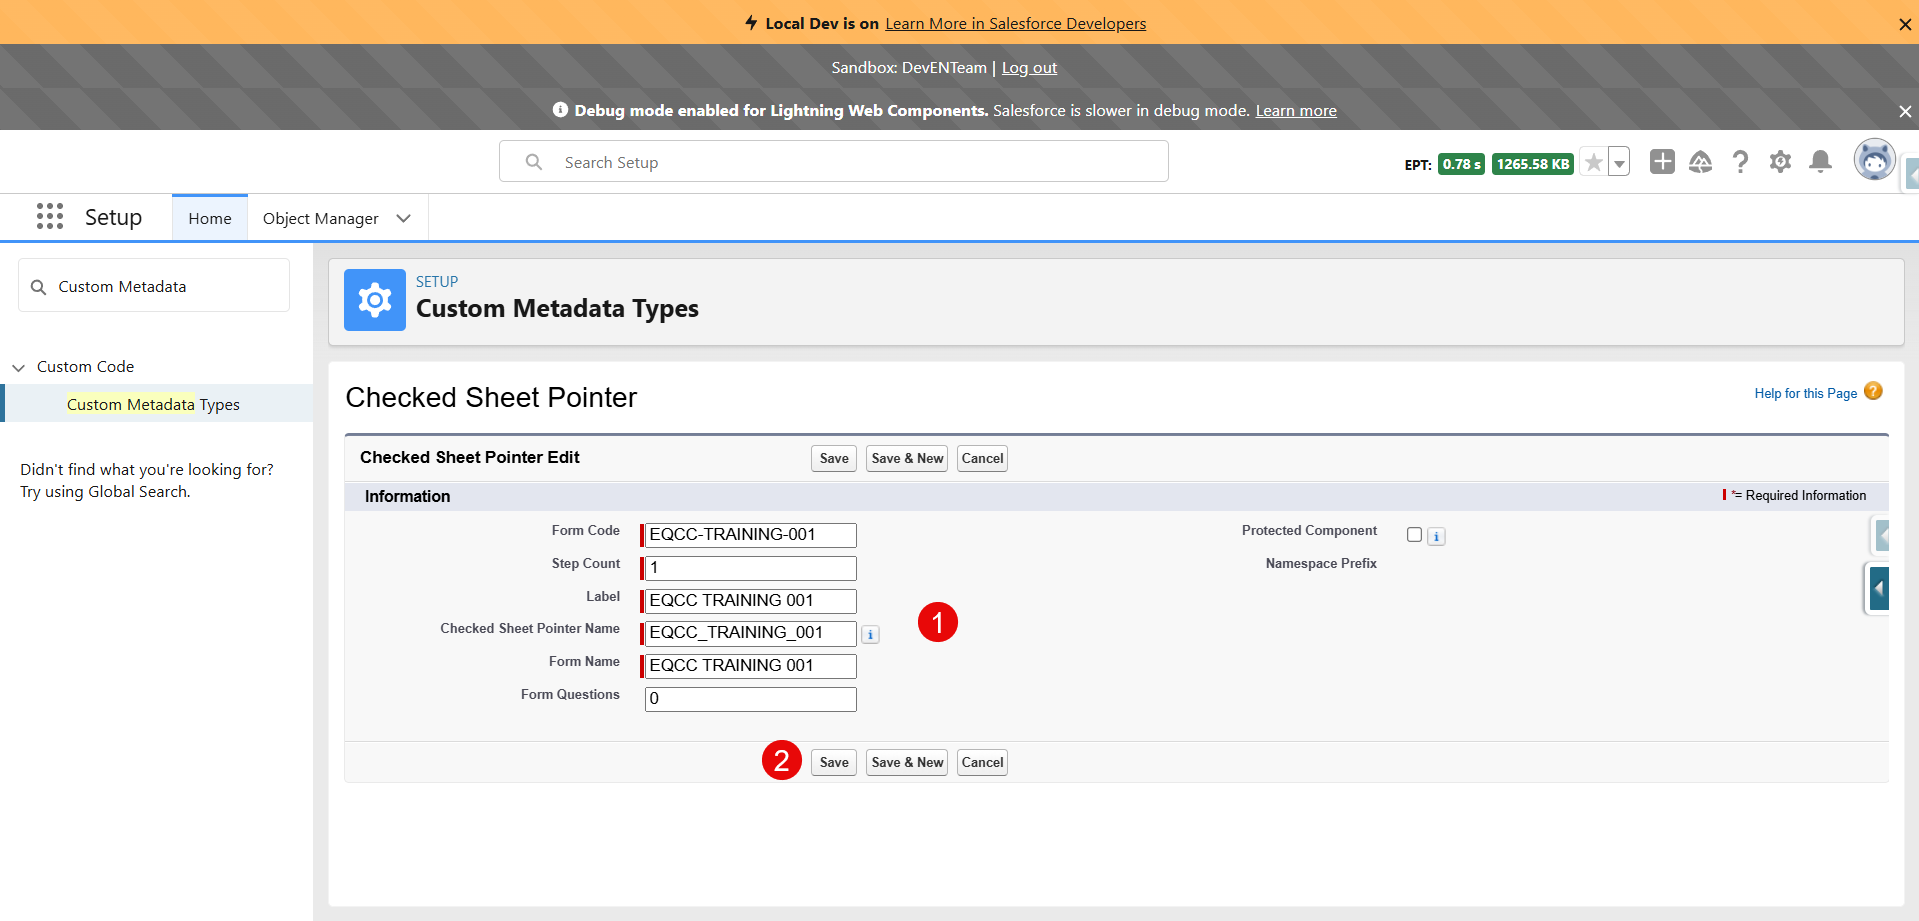 Local Dev is on Learn More in Salesforce Developers
Sandbox: DevENTeam | Log out
Debug mode enabled for Lightning Web Components. Salesforce is slower in debug mode. Learn more
Search Setup
EPT: 0.78 s 1265.58 KB
Setup
Home
Object Manager
Custom Metadata
Custom Code
Custom Metadata Types
Didn't find what you're looking for?
Try using Global Search.
SETUP
Custom Metadata Types
Checked Sheet Pointer
Help for this Page
Checked Sheet Pointer Edit
Save
Save & New
Cancel
Information
*= Required Information
Form Code EQCC-TRAINING-001
Protected Component
Step Count 1
Namespace Prefix
Label EQCC TRAINING 001
Checked Sheet Pointer Name EQCC_TRAINING_001
1
Form Name EQCC TRAINING 001
Form Questions 0
2
Save
Save & New
Cancel